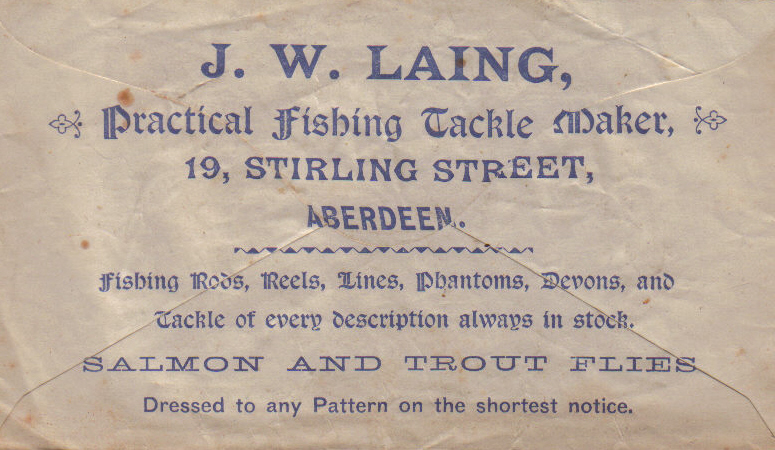 J. W. LAING,
Practical Fishing Tackle Maker,
19, STIRLING STREET,
ABERDEEN.
Fishing Rods, Reels, Lines, Phantoms, Devons, and
Tackle of every description always in stock.
SALMON AND TROUT FLIES
Dressed to any Pattern on the shortest notice.